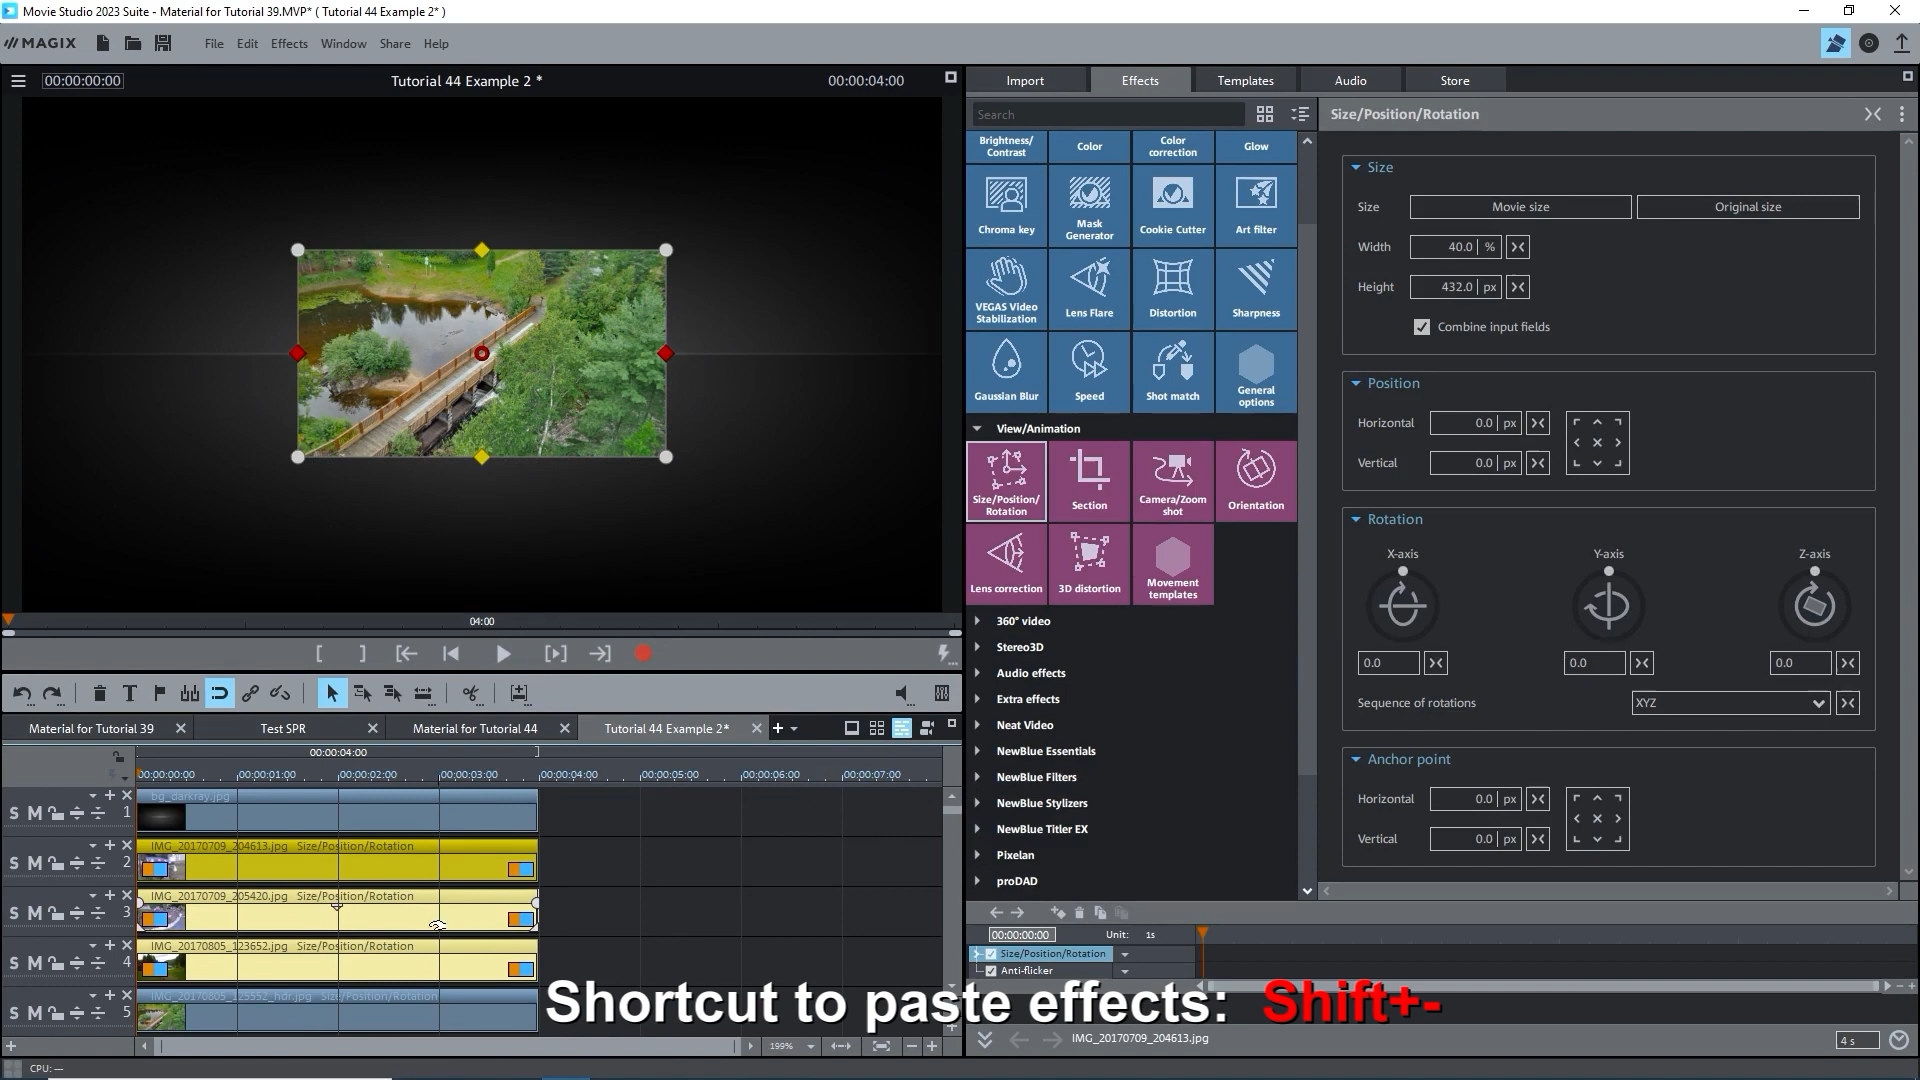 Movie Studio 2023 Suite - Material for Tutorial 39.MVP* ( Tutorial 44 Example 2* )
MAGIX
File Edit Effects Window Share Help
00:00:00:00
Tutorial 44 Example 2 *
00:00:04:00
Import Effects Templates Audio Store
Search
Size/Position/Rotation
Brightness/
Contrast
Color
Color
correction
Glow
Chroma key
Mask
Generator
Cookie Cutter
Art filter
VEGAS Video
Stabilization
Lens Flare
Distortion
Sharpness
Gaussian Blur
Speed
Shot match
General
options
View/Animation
Size/Position/
Rotation
Section
Camera/Zoom
shot
Orientation
Lens correction
3D distortion
Movement
templates
360° video
Stereo3D
Audio effects
Extra effects
Neat Video
NewBlue Essentials
NewBlue Filters
NewBlue Stylizers
NewBlue Titler EX
Pixelan
proDAD
Size
Size Movie size Original size
Width 40.0 %
Height 432.0 px
Combine input fields
Position
Horizontal 0.0 px
Vertical 0.0 px
Rotation
X-axis Y-axis Z-axis
0.0 0.0 0.0
Sequence of rotations XYZ
Anchor point
Horizontal 0.0 px
Vertical 0.0 px
04:00
Material for Tutorial 39
Test SPR
Material for Tutorial 44
Tutorial 44 Example 2*
00:00:04:00
00:00:00:00 00:00:01:00 00:00:02:00 00:00:03:00 00:00:04:00 00:00:05:00 00:00:06:00 00:00:07:00
bg_darkray.jpg
S M 1
IMG_20170709_204613.jpg Size/Position/Rotation
S M 2
IMG_20170709_205420.jpg Size/Position/Rotation
S M 3
IMG_20170805_123652.jpg Size/Position/Rotation
S M 4
IMG_20170805_125552_hdr.jpg Size/Position/Rotation
S M 5
199%
00:00:00:00 Unit: 1s
Size/Position/Rotation
Anti-flicker
Shortcut to paste effects: Shift+-
IMG_20170709_204613.jpg
4 s
CPU: —